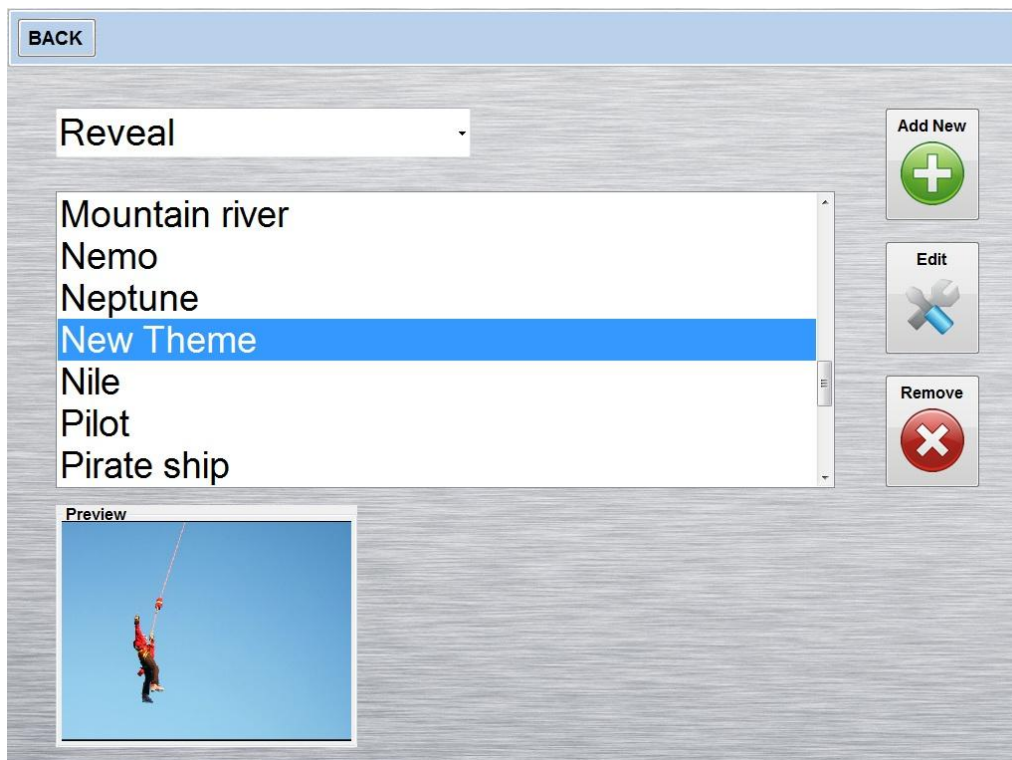 BACK
Reveal
Add New
Mountain river
Nemo
Neptune
New Theme
Nile
Pilot
Pirate ship
Edit
Remove
Preview